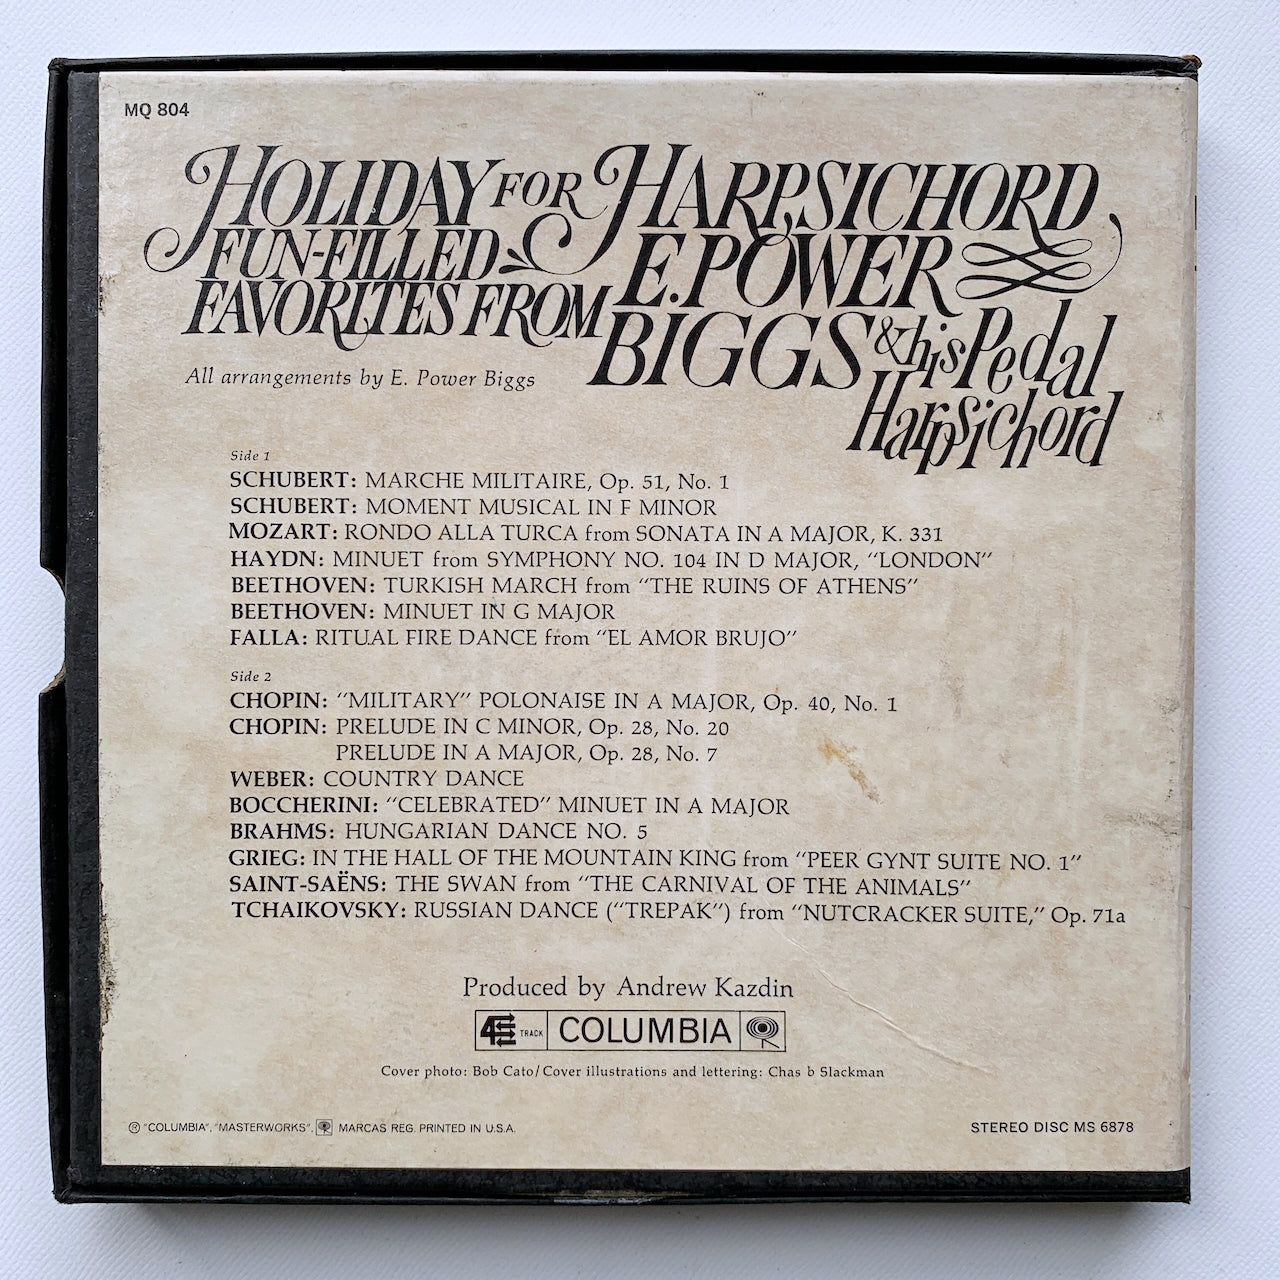 MQ 804
HOLIDAY FOR HARPSICHORD
FUN-FILLED E. POWER
FAVORITES FROM BIGGS & his Pedal
Harpsichord
All arrangements by E. Power Biggs
Side 1
SCHUBERT: MARCHE MILITAIRE, Op. 51, No. 1
SCHUBERT: MOMENT MUSICAL IN F MINOR
MOZART: RONDO ALLA TURCA from SONATA IN A MAJOR, K. 331
HAYDN: MINUET from SYMPHONY NO. 104 IN D MAJOR, "LONDON"
BEETHOVEN: TURKISH MARCH from "THE RUINS OF ATHENS"
BEETHOVEN: MINUET IN G MAJOR
FALLA: RITUAL FIRE DANCE from "EL AMOR BRUJO"
Side 2
CHOPIN: "MILITARY" POLONAISE IN A MAJOR, Op. 40, No. 1
CHOPIN: PRELUDE IN C MINOR, Op. 28, No. 20
PRELUDE IN A MAJOR, Op. 28, No. 7
WEBER: COUNTRY DANCE
BOCCHERINI: "CELEBRATED" MINUET IN A MAJOR
BRAHMS: HUNGARIAN DANCE NO. 5
GRIEG: IN THE HALL OF THE MOUNTAIN KING from "PEER GYNT SUITE NO. 1"
SAINT-SAËNS: THE SWAN from "THE CARNIVAL OF THE ANIMALS"
TCHAIKOVSKY: RUSSIAN DANCE ("TREPAK") from "NUTCRACKER SUITE," Op. 71a
Produced by Andrew Kazdin
4 TRACK COLUMBIA
Cover photo: Bob Cato/Cover illustrations and lettering: Chas b Slackman
® "COLUMBIA", "MASTERWORKS", MARCAS REG. PRINTED IN U.S.A.
STEREO DISC MS 6878